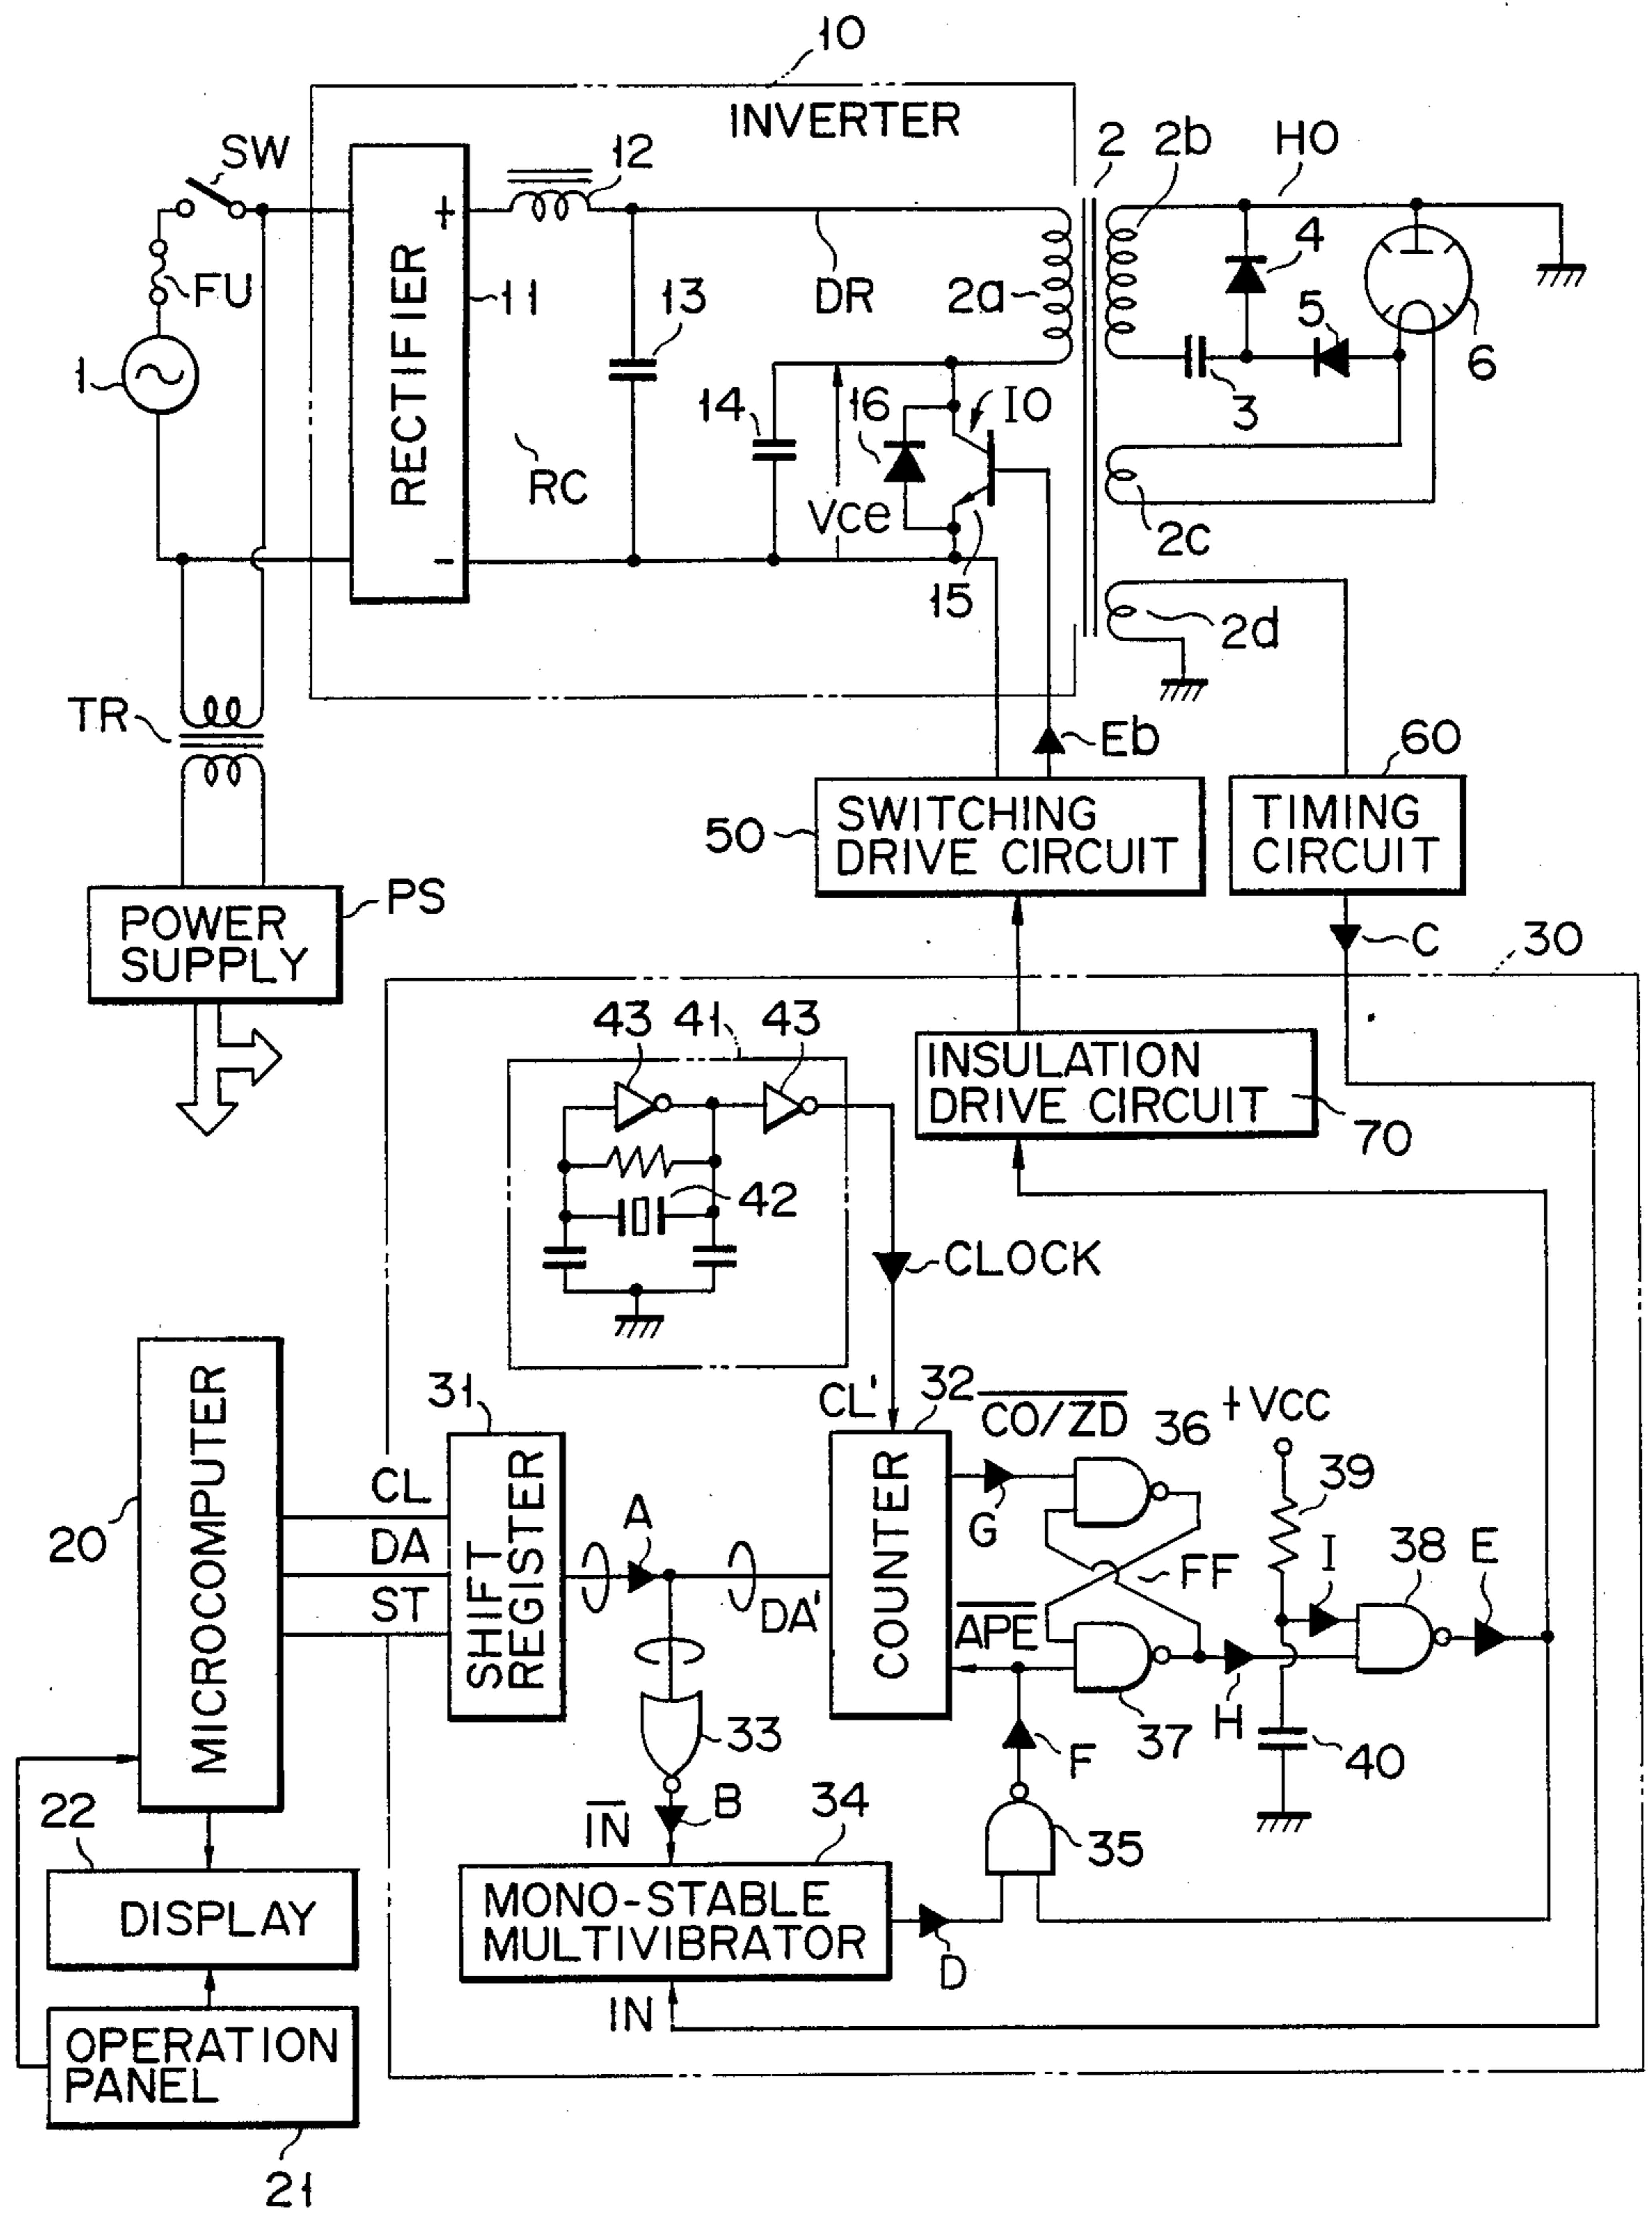 10
INVERTER
SW
12
2
2b
HO
+
4
FU
RECTIFIER
11
13
DR
2a
5
6
1
14
16
IO
3
RC
Vce
2c
-
15
2d
TR
Eb
60
50
SWITCHING
DRIVE CIRCUIT
TIMING
CIRCUIT
PS
POWER
SUPPLY
C
30
43
41
43
INSULATION
DRIVE CIRCUIT
70
42
CLOCK
MICROCOMPUTER
31
CL'
32
CO/ZD
36
+VCC
39
CL
20
DA
SHIFT
REGISTER
A
COUNTER
G
FF
I
38
E
ST
DA'
APE
H
37
33
F
40
22
IN
B
34
35
DISPLAY
MONO-STABLE
MULTIVIBRATOR
D
IN
OPERATION
PANEL
21